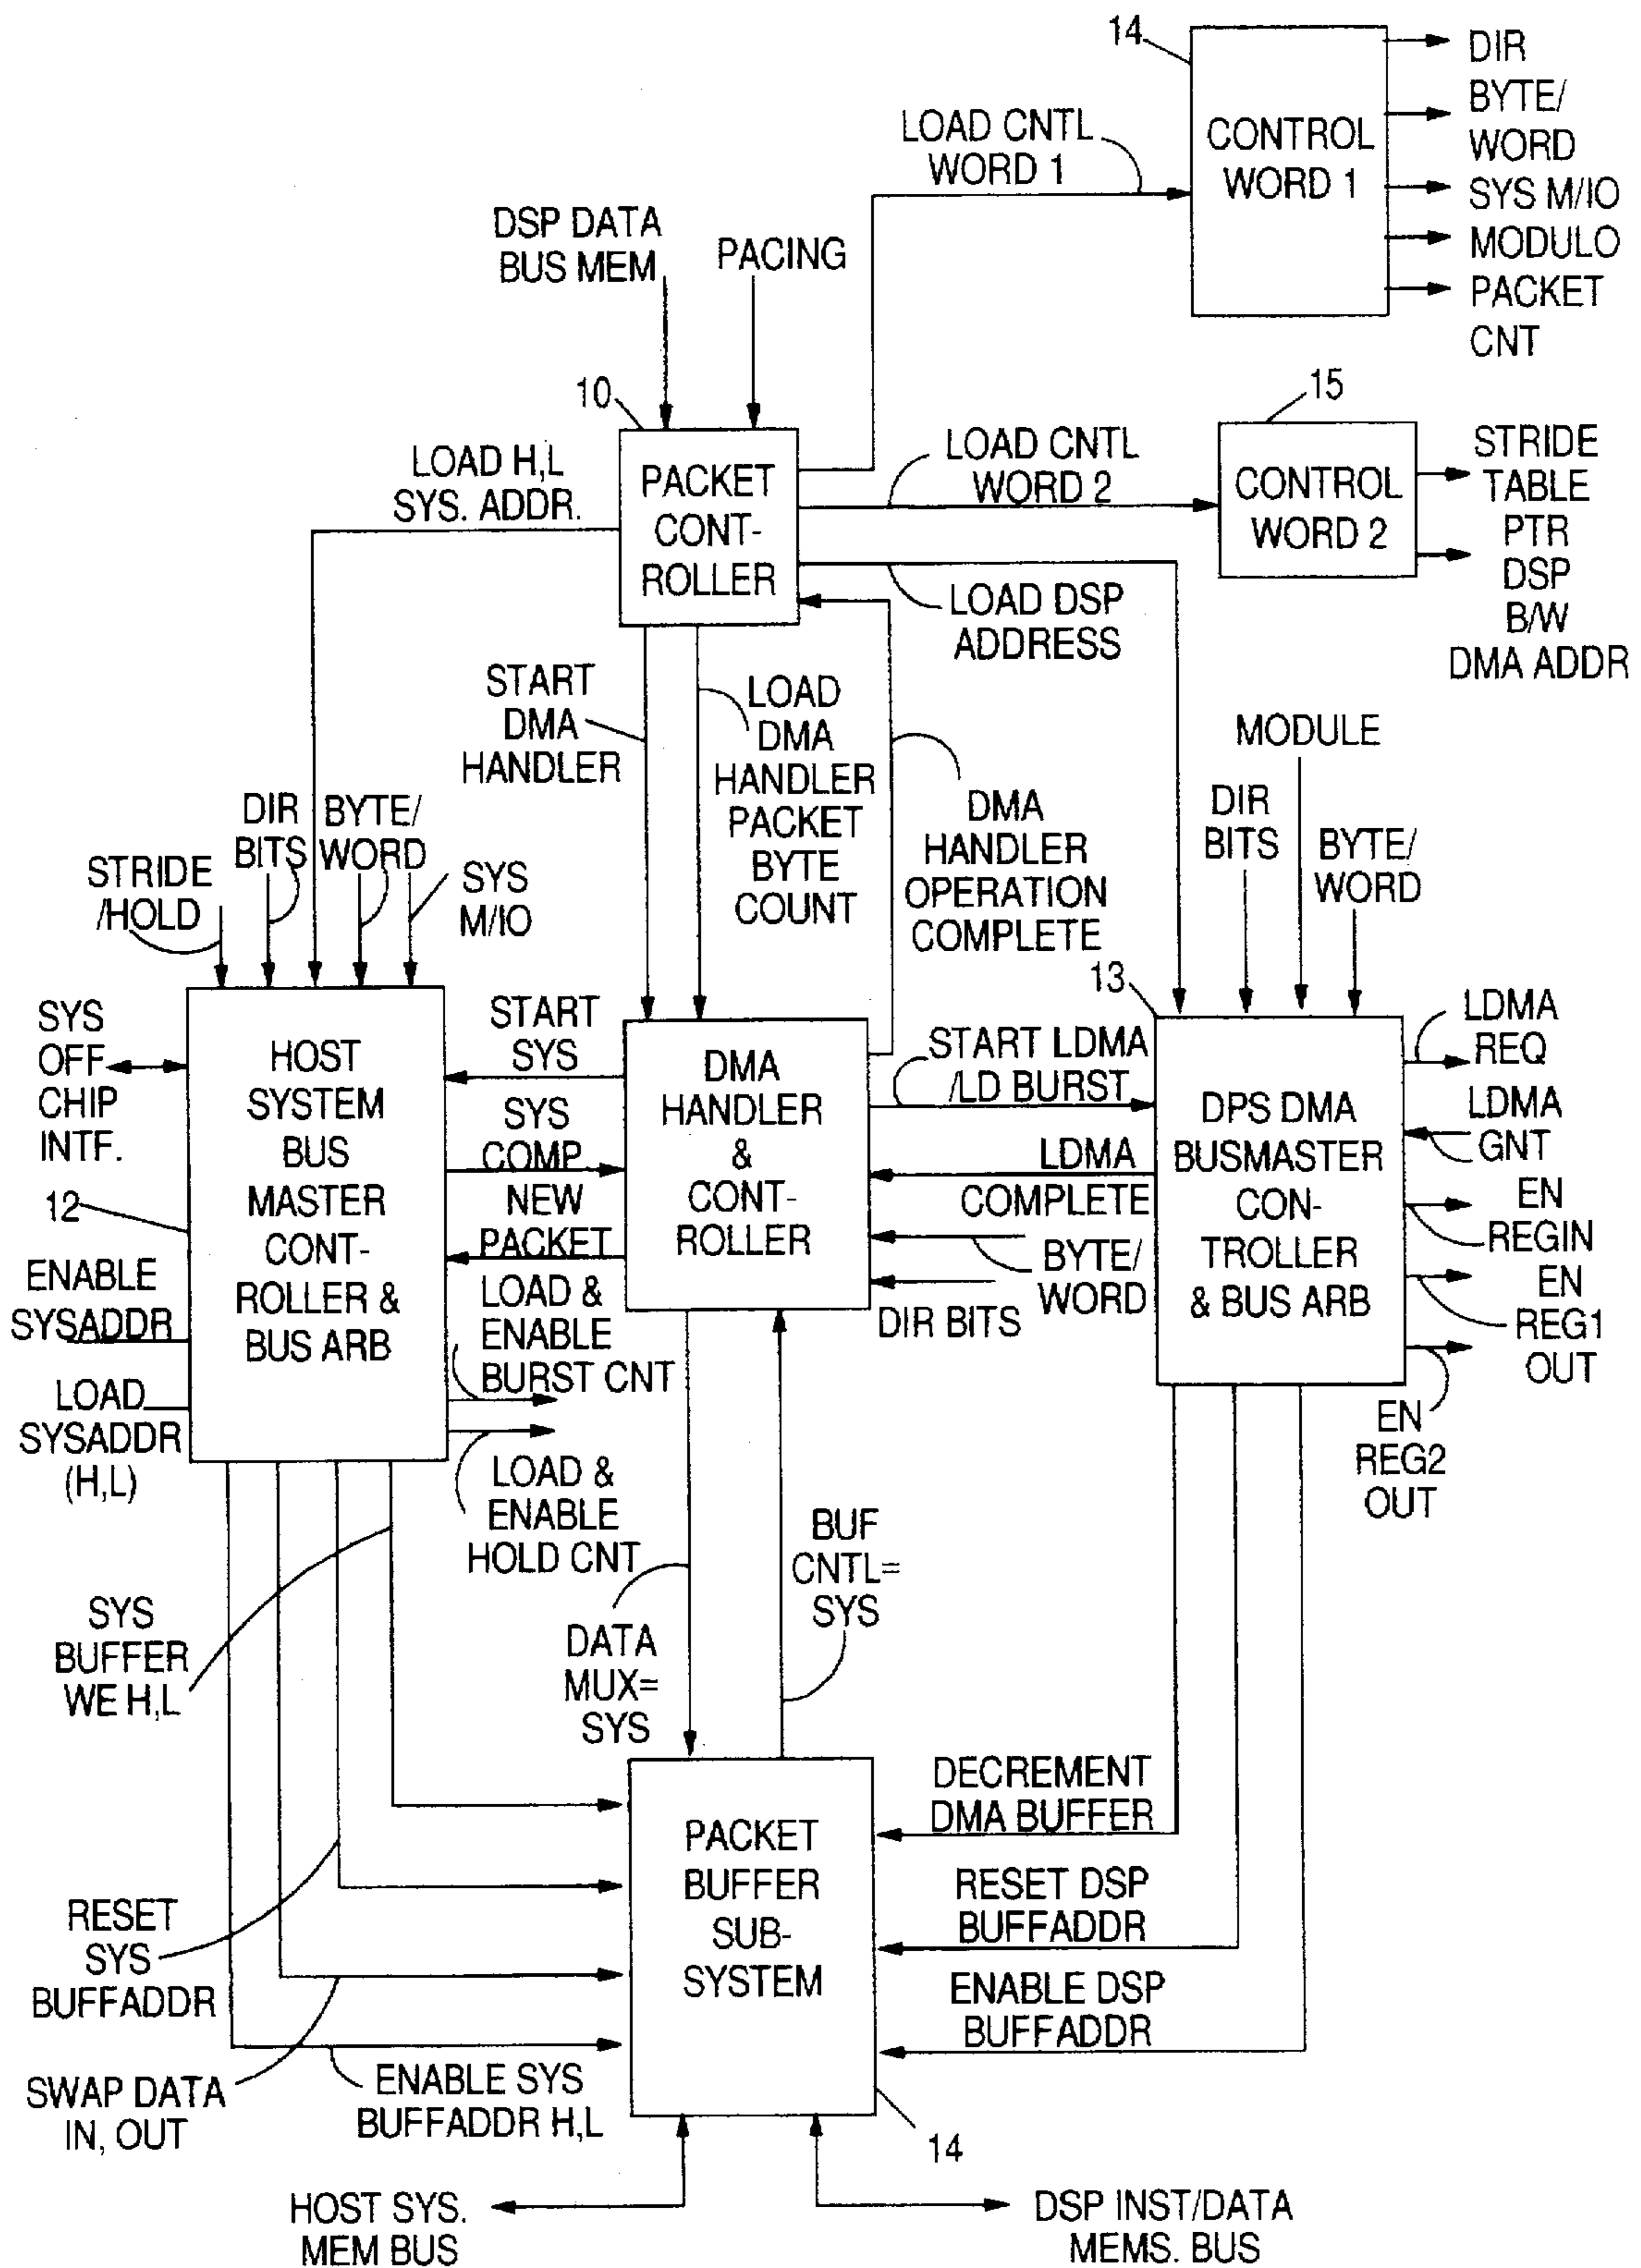 14
CONTROL
WORD 1
DIR
BYTE/
WORD
SYS M/IO
MODULO
PACKET
CNT
LOAD CNTL
WORD 1
DSP DATA
BUS MEM
PACING
10
PACKET
CONT-
ROLLER
LOAD H,L
SYS. ADDR.
LOAD CNTL
WORD 2
15
CONTROL
WORD 2
STRIDE
TABLE
PTR
DSP
B/W
DMA ADDR
LOAD DSP
ADDRESS
START
DMA
HANDLER
LOAD
DMA
HANDLER
PACKET
BYTE
COUNT
DMA
HANDLER
OPERATION
COMPLETE
MODULE
DIR
BITS
BYTE/
WORD
STRIDE
/HOLD
DIR
BITS
BYTE/
WORD
SYS
M/IO
SYS
OFF
CHIP
INTF.
12
ENABLE
SYSADDR
LOAD
SYSADDR
(H,L)
HOST
SYSTEM
BUS
MASTER
CONT-
ROLLER &
BUS ARB
START
SYS
SYS
COMP
NEW
PACKET
LOAD &
ENABLE
BURST CNT
LOAD &
ENABLE
HOLD CNT
DMA
HANDLER
&
CONT-
ROLLER
START LDMA
/LD BURST
LDMA
COMPLETE
BYTE/
WORD
DIR BITS
13
DPS DMA
BUSMASTER
CON-
TROLLER
& BUS ARB
LDMA
REQ
LDMA
GNT
EN
REGIN
EN
REG1
OUT
EN
REG2
OUT
SYS
BUFFER
WE H,L
DATA
MUX=
SYS
BUF
CNTL=
SYS
RESET
SYS
BUFFADDR
SWAP DATA
IN, OUT
ENABLE SYS
BUFFADDR H,L
PACKET
BUFFER
SUB-
SYSTEM
DECREMENT
DMA BUFFER
RESET DSP
BUFFADDR
ENABLE DSP
BUFFADDR
14
HOST SYS.
MEM BUS
DSP INST/DATA
MEMS. BUS